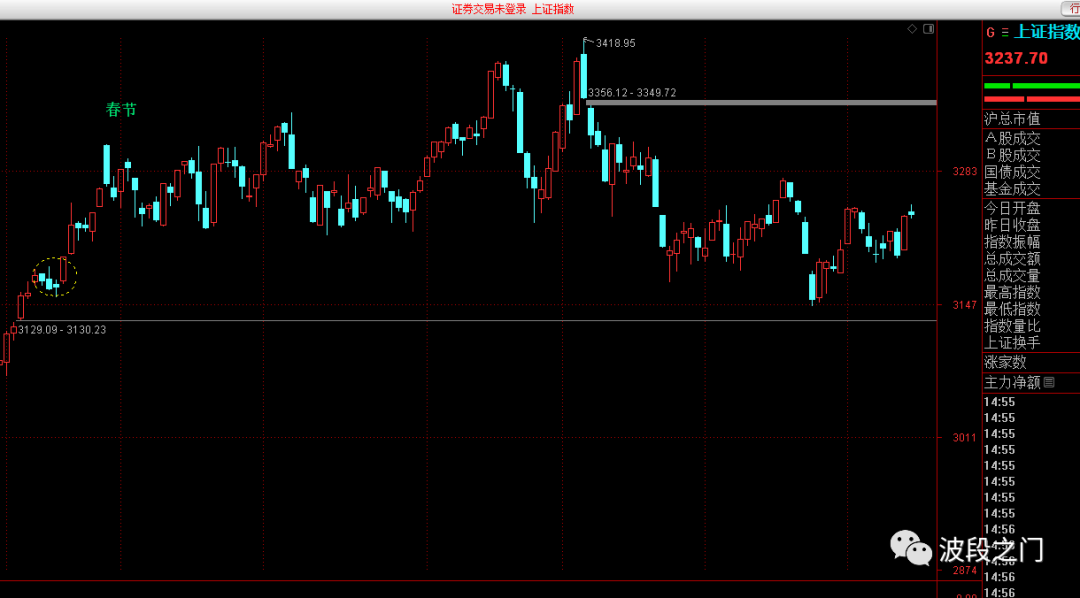 证券交易未登录 上证指数
行
3418.95
3356.12 - 3349.72
春节
3129.09 - 3130.23
3283
3147
3011
2874
G 上证指数
3237.70
沪总市值
A股成交
B股成交
国债成交
基金成交
今日开盘
昨日收盘
指数振幅
总成交额
总成交量
最高指数
最低指数
指数量比
上证换手
涨家数
主力净额
14:55
14:55
14:55
14:55
14:55
14:55
14:55
14:55
14:56
14:56
14:56
14:56
波段之门